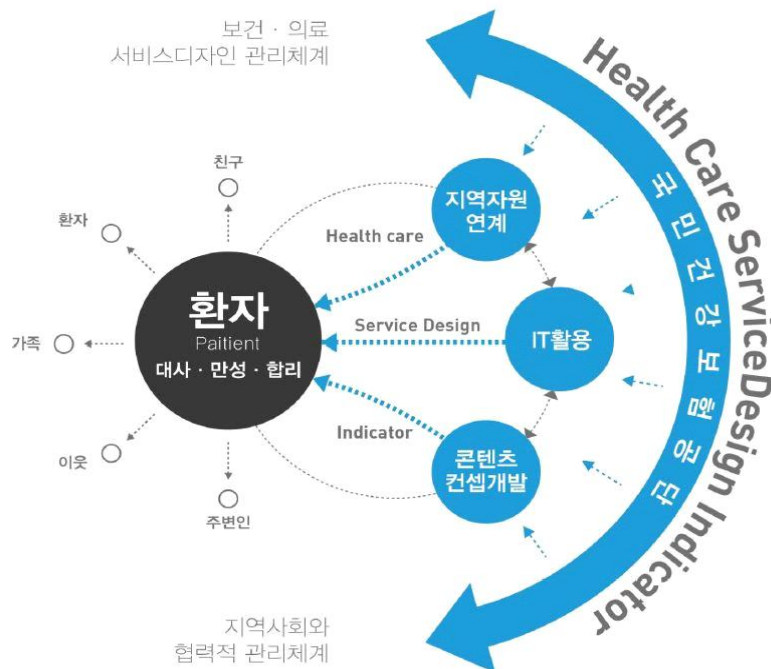 보건 · 의료
서비스디자인 관리체계
Health Care ServiceDesign Indicator
국민건강보험공단
친구
환자
가족
이웃
주변인
환자
Paitient
대사 · 만성 · 합리
Health care
Service Design
Indicator
지역자원
연계
IT활용
콘텐츠
컨셉개발
지역사회와
협력적 관리체계